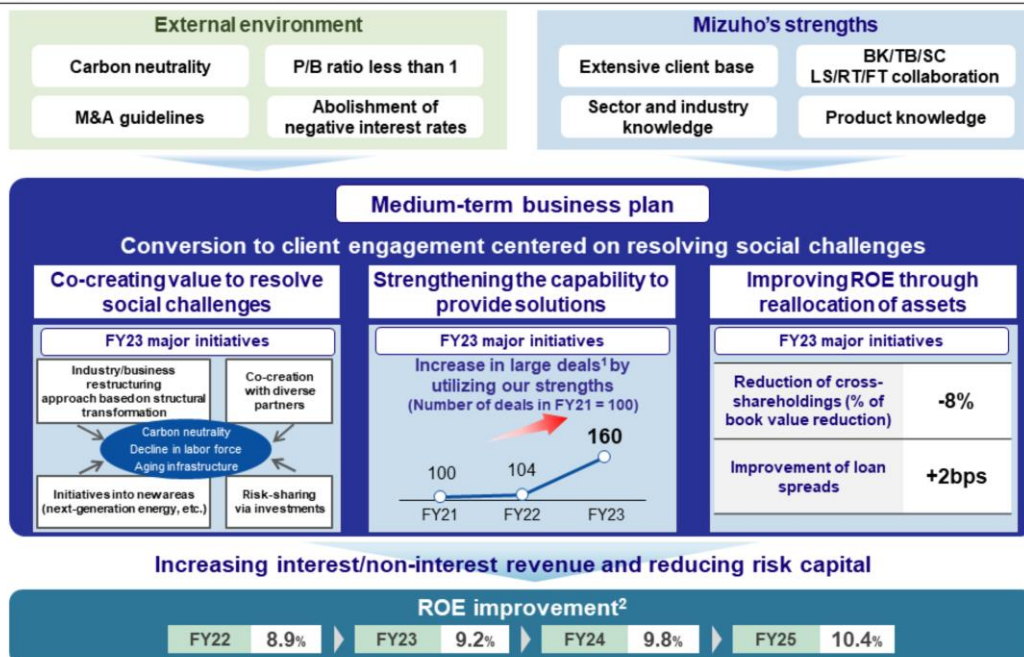 External environment
Carbon neutrality
P/B ratio less than 1
M&A guidelines
Abolishment of
negative interest rates
Mizuho's strengths
Extensive client base
BK/TB/SC
LS/RT/FT collaboration
Sector and industry
knowledge
Product knowledge
Medium-term business plan
Conversion to client engagement centered on resolving social challenges
Co-creating value to resolve
social challenges
FY23 major initiatives
Industry/business
restructuring
approach based on structural
transformation
Co-creation
with diverse
partners
Carbon neutrality
Decline in labor force
Aging infrastructure
Initiatives into new areas
(next-generation energy, etc.)
Risk-sharing
via investments
Strengthening the capability to
provide solutions
FY23 major initiatives
Increase in large deals¹ by
utilizing our strengths
(Number of deals in FY21 = 100)
100
104
160
FY21
FY22
FY23
Improving ROE through
reallocation of assets
FY23 major initiatives
Reduction of cross-
shareholdings (% of
book value reduction)
-8%
Improvement of loan
spreads
+2bps
Increasing interest/non-interest revenue and reducing risk capital
ROE improvement²
FY22 8.9%
FY23 9.2%
FY24 9.8%
FY25 10.4%